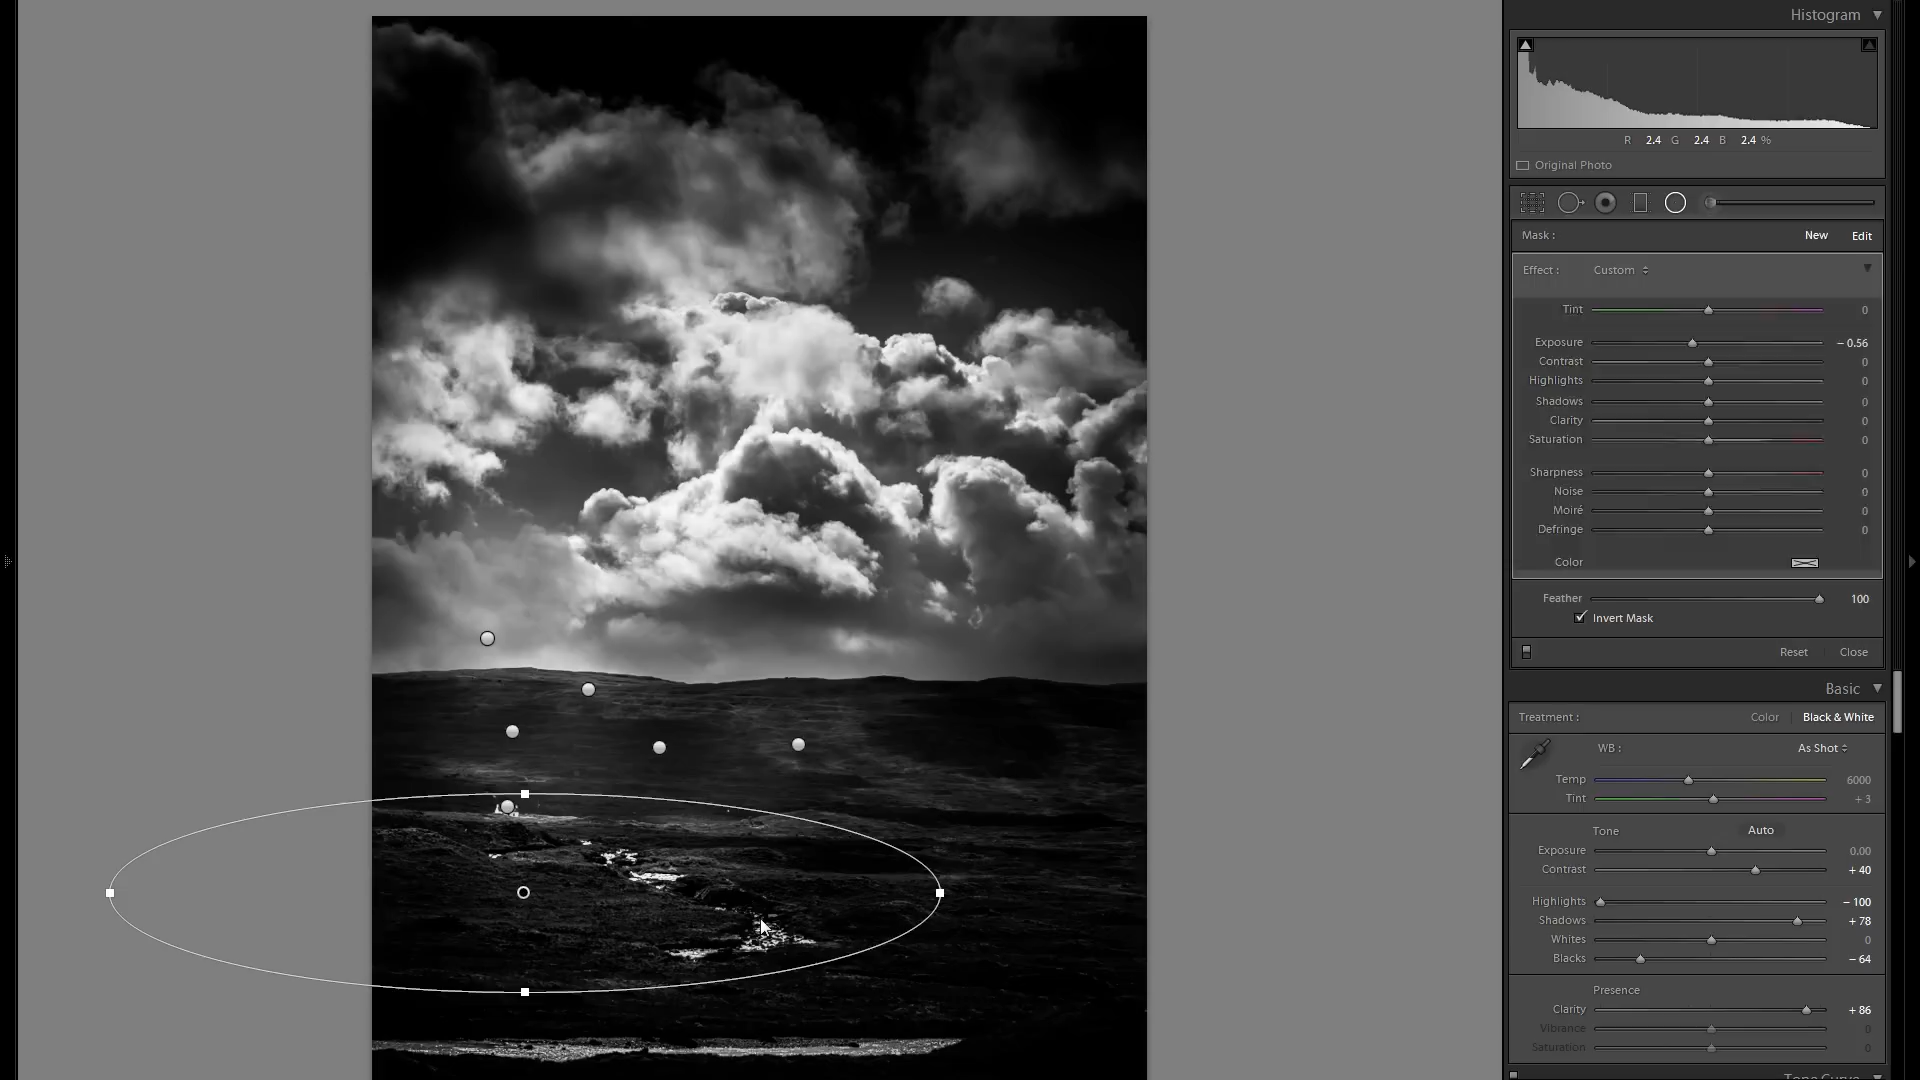 Histogram
R 2.4 G 2.4 B 2.4 %
Original Photo
Mask : New Edit
Effect : Custom
Tint 0
Exposure − 0.56
Contrast 0
Highlights 0
Shadows 0
Clarity 0
Saturation 0
Sharpness 0
Noise 0
Moiré 0
Defringe 0
Color
Feather 100
Invert Mask
Reset Close
Basic
Treatment : Color Black & White
WB : As Shot
Temp 6000
Tint + 3
Tone Auto
Exposure 0.00
Contrast + 40
Highlights − 100
Shadows + 78
Whites 0
Blacks − 64
Presence
Clarity + 86
Vibrance 0
Saturation 0
Tone Curve